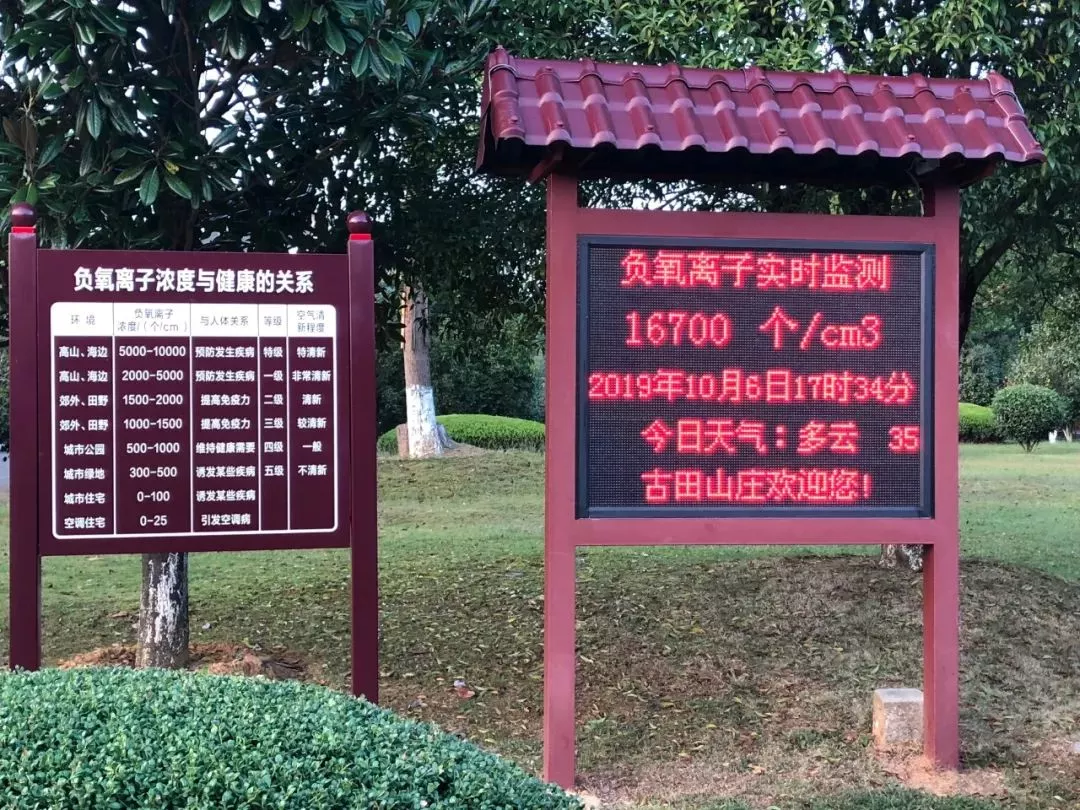 负氧离子浓度与健康的关系
环 境 负氧离子浓度/(个/cm) 与人体关系 等级 空气清新程度
高山、海边 5000-10000 预防发生疾病 特级 特清新
高山、海边 2000-5000 预防发生疾病 一级 非常清新
郊外、田野 1500-2000 提高免疫力 二级 清新
郊外、田野 1000-1500 提高免疫力 三级 较清新
城市公园 500-1000 维持健康需要 四级 一般
城市绿地 300-500 诱发某些疾病 五级 不清新
城市住宅 0-100 诱发某些疾病
空调住宅 0-25 引发空调病
负氧离子实时监测
16700 个/cm3
2019年10月6日17时34分
今日天气：多云 35
古田山庄欢迎您!